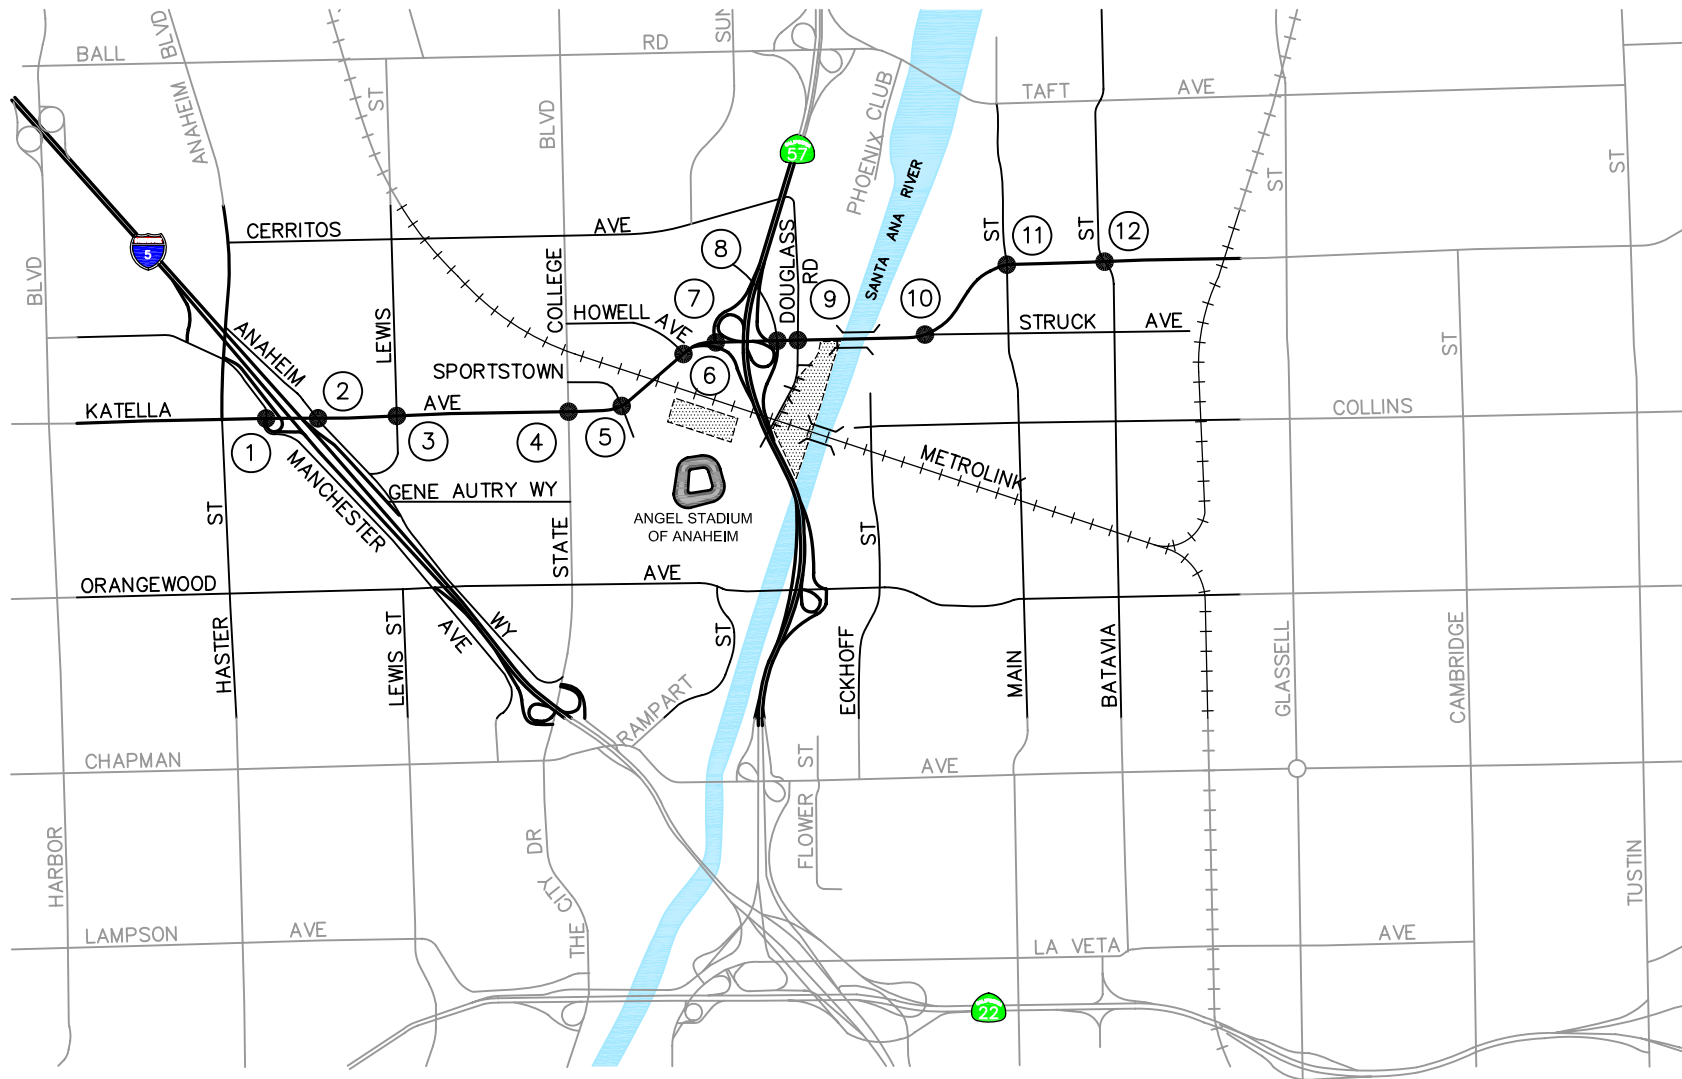 BALL
RD
ANAHEIM BLVD
ST
BLVD
SUN
57
PHOENIX CLUB
TAFT AVE
ST
ST
SANTA ANA RIVER
CERRITOS AVE
5
BLVD
ANAHEIM
LEWIS
COLLEGE
HOWELL AVE
7
8
DOUGLASS RD
9
10
ST
11
ST
12
STRUCK AVE
SPORTSTOWN
6
ST
KATELLA AVE
1
2
3
4
5
COLLINS
METROLINK
MANCHESTER AVE
GENE AUTRY WY
ST
STATE
ANGEL STADIUM
OF ANAHEIM
ST
ORANGEWOOD AVE
WY
HASTER
LEWIS ST
ST
RAMPART
ECKHOFF
MAIN
BATAVIA
GLASSELL
CAMBRIDGE
CHAPMAN AVE
ST
FLOWER
HARBOR
THE CITY DR
TUSTIN
LAMPSON AVE
LA VETA AVE
22